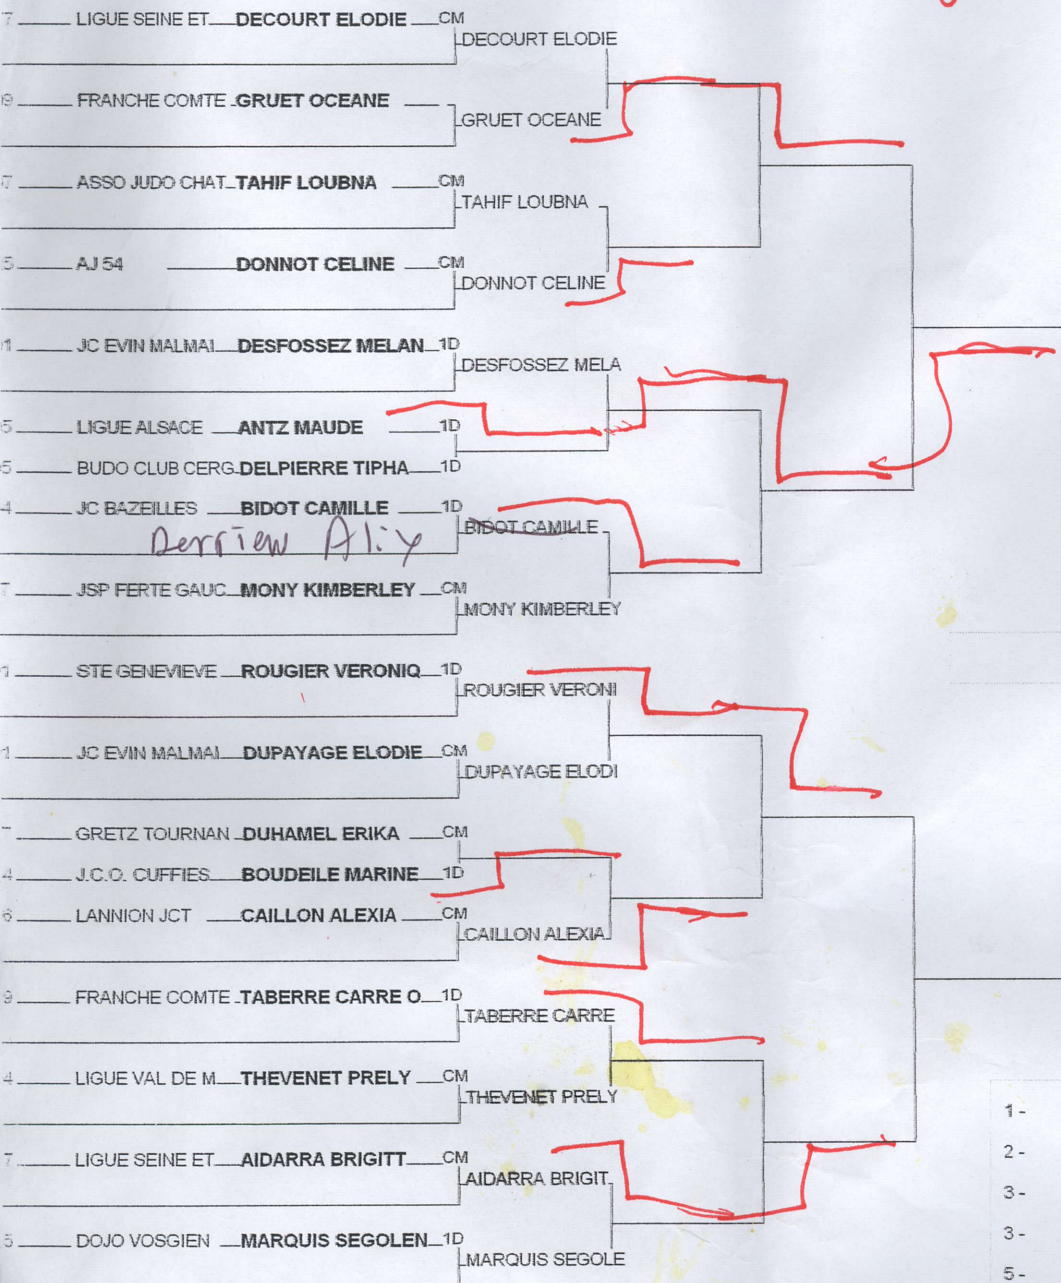 7 LIGUE SEINE ET DECOURT ELODIE CM
DECOURT ELODIE
9 FRANCHE COMTE GRUET OCEANE
GRUET OCEANE
7 ASSO JUDO CHAT TAHIF LOUBNA CM
TAHIF LOUBNA
5 AJ 54 DONNOT CELINE CM
DONNOT CELINE
1 JC EVIN MALMAI DESFOSSEZ MELAN 1D
DESFOSSEZ MELA
5 LIGUE ALSACE ANTZ MAUDE 1D
5 BUDO CLUB CERG DELPIERRE TIPHA 1D
4 JC BAZEILLES BIDOT CAMILLE 1D
BIDOT CAMILLE
Derrien Alix
7 JSP FERTE GAUC MONY KIMBERLEY CM
MONY KIMBERLEY
1 STE GENEVIEVE ROUGIER VERONIQ 1D
ROUGIER VERONI
1 JC EVIN MALMAI DUPAYAGE ELODIE CM
DUPAYAGE ELODI
GRETZ TOURNAN DUHAMEL ERIKA CM
4 J.C.O. CUFFIES BOUDEILE MARINE 1D
6 LANNION JCT CAILLON ALEXIA CM
CAILLON ALEXIA
9 FRANCHE COMTE TABERRE CARRE O 1D
TABERRE CARRE
4 LIGUE VAL DE M THEVENET PRELY CM
THEVENET PRELY
7 LIGUE SEINE ET AIDARRA BRIGITT CM
AIDARRA BRIGIT
5 DOJO VOSGIEN MARQUIS SEGOLEN 1D
MARQUIS SEGOLE
1 -
2 -
3 -
3 -
5 -